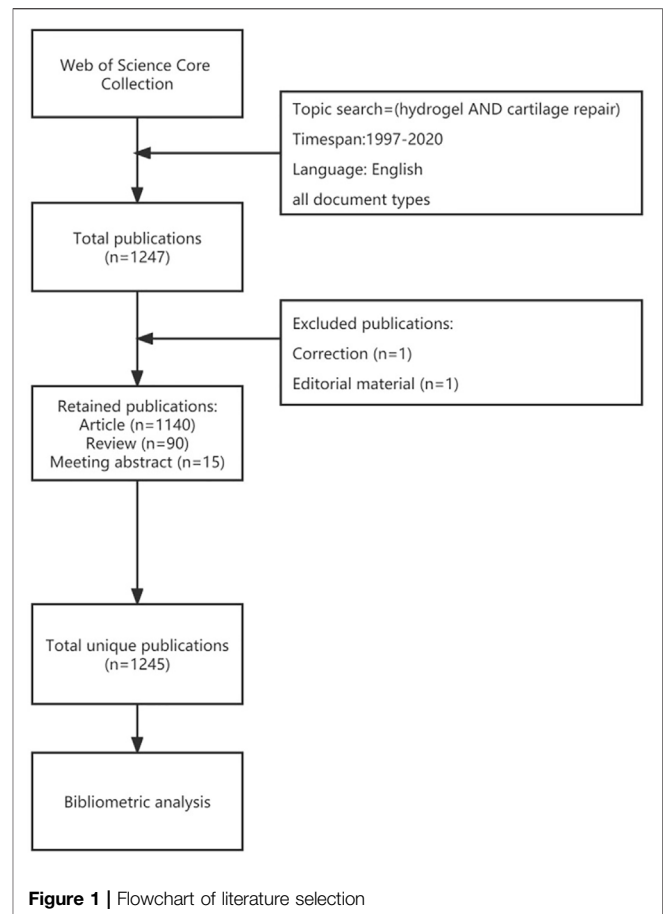 Web of Science Core
Collection
Topic search=(hydrogel AND cartilage repair)
Timespan:1997-2020
Language: English
all document types
Total publications
(n=1247)
Excluded publications:
Correction (n=1)
Editorial material (n=1)
Retained publications:
Article (n=1140)
Review (n=90)
Meeting abstract (n=15)
Total unique publications
(n=1245)
Bibliometric analysis
Figure 1 | Flowchart of literature selection